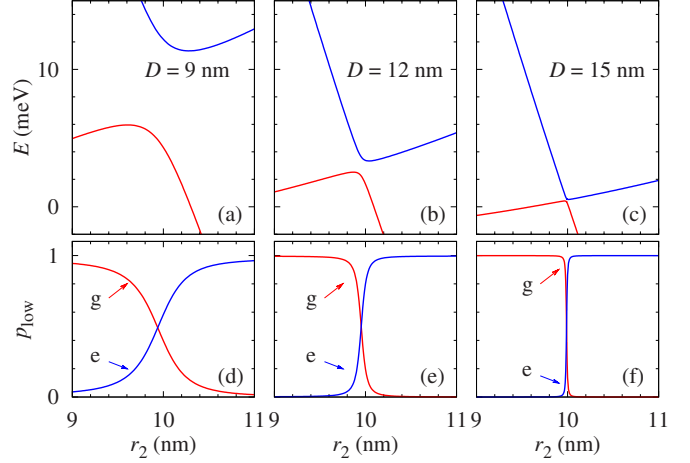 E (meV)
10
0
D = 9 nm
D = 12 nm
D = 15 nm
(a)
(b)
(c)
p_low
1
0
g
e
(d)
g
e
(e)
g
e
(f)
9 10 11 9 10 11 9 10 11
r_2 (nm) r_2 (nm) r_2 (nm)